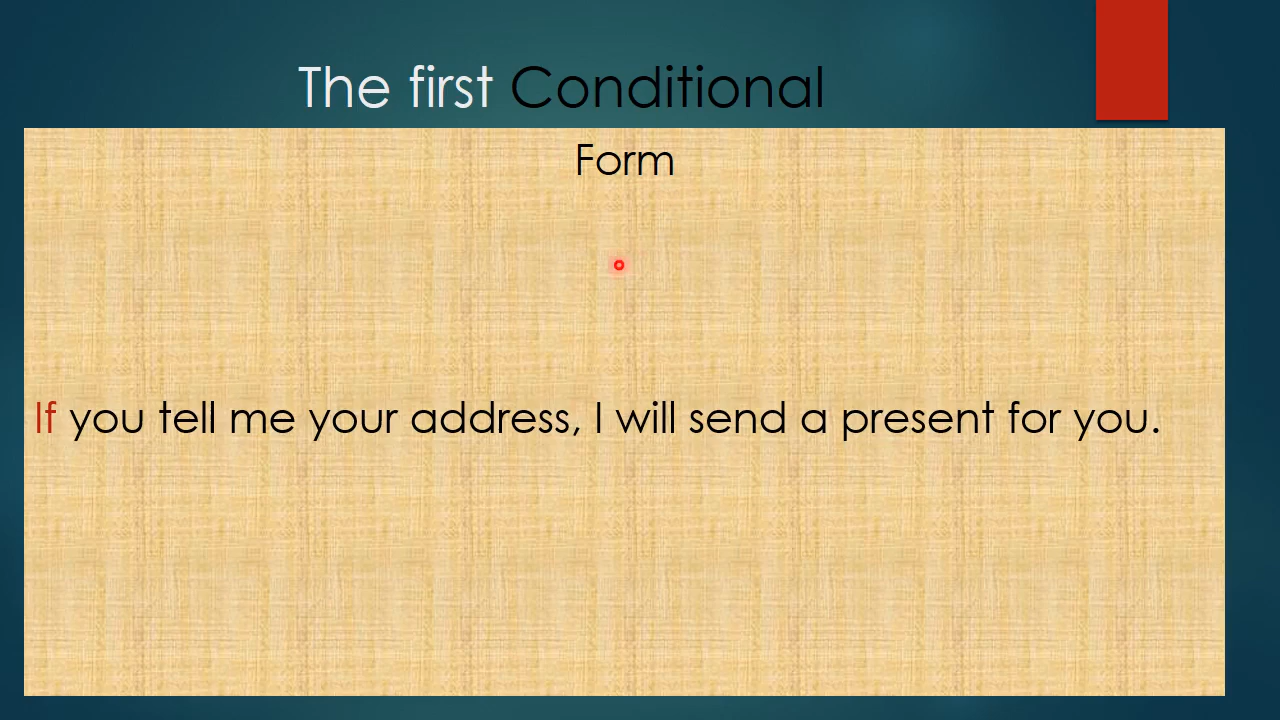 The first Conditional
Form
If you tell me your address, I will send a present for you.